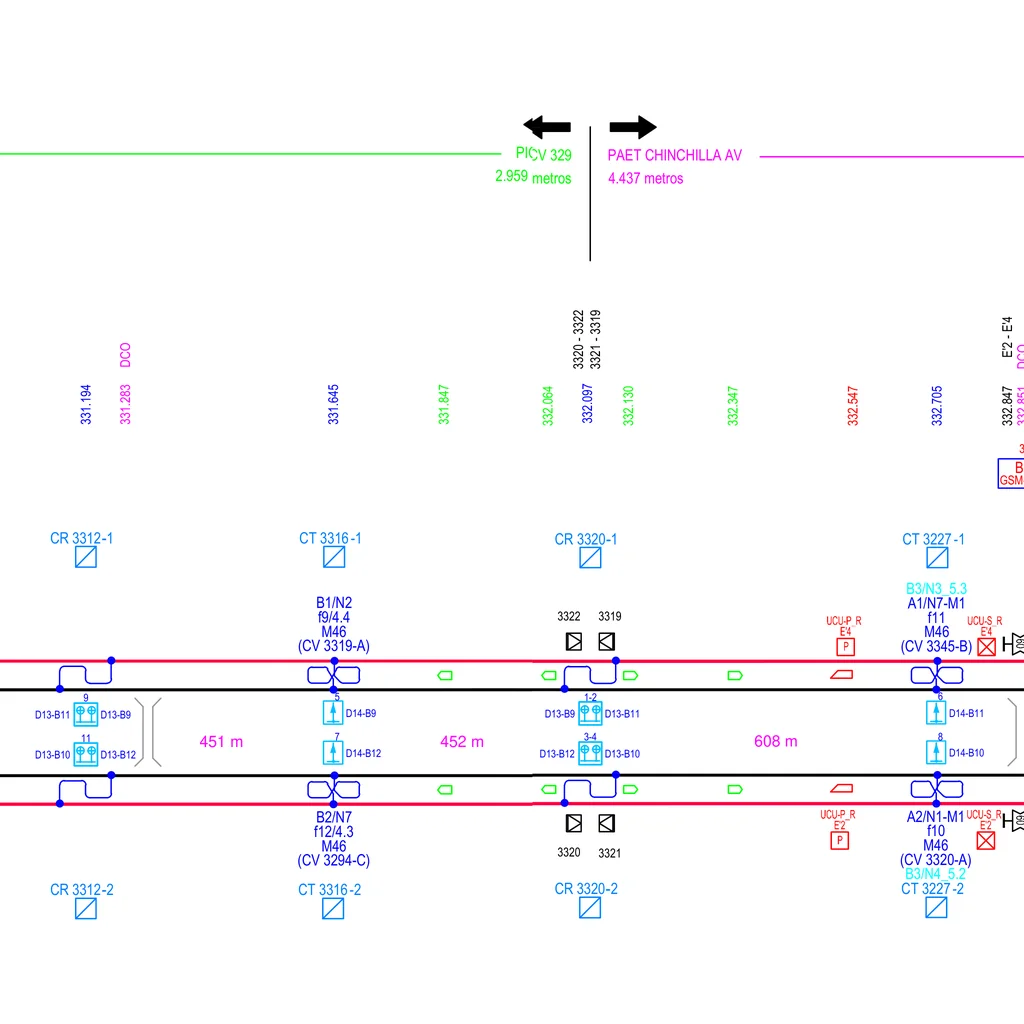 PICV 329
2.959 metros
PAET CHINCHILLA AV
4.437 metros
3320 - 3322
3321 - 3319
E'2 - E'4
DCO
DCO
331.194
331.283
331.645
331.847
332.064
332.097
332.130
332.347
332.547
332.705
332.847
332.851
CR 3312-1
CT 3316-1
CR 3320-1
CT 3227-1
B3/N3_5.3
B1/N2
f9/4.4
M46
(CV 3319-A)
3322
3319
UCU-P_R
E'4
P
A1/N7-M1
f11
M46
(CV 3345-B)
UCU-S_R
E'4
9
D13-B11
D13-B9
5
D14-B9
1-2
D13-B9
D13-B11
6
D14-B11
451 m
452 m
608 m
11
D13-B10
D13-B12
7
D14-B12
3-4
D13-B12
D13-B10
8
D14-B10
B2/N7
f12/4.3
M46
(CV 3294-C)
3320
3321
UCU-P_R
E'2
P
A2/N1-M1
f10
M46
(CV 3320-A)
B3/N4_5.2
UCU-S_R
E'2
CR 3312-2
CT 3316-2
CR 3320-2
CT 3227-2